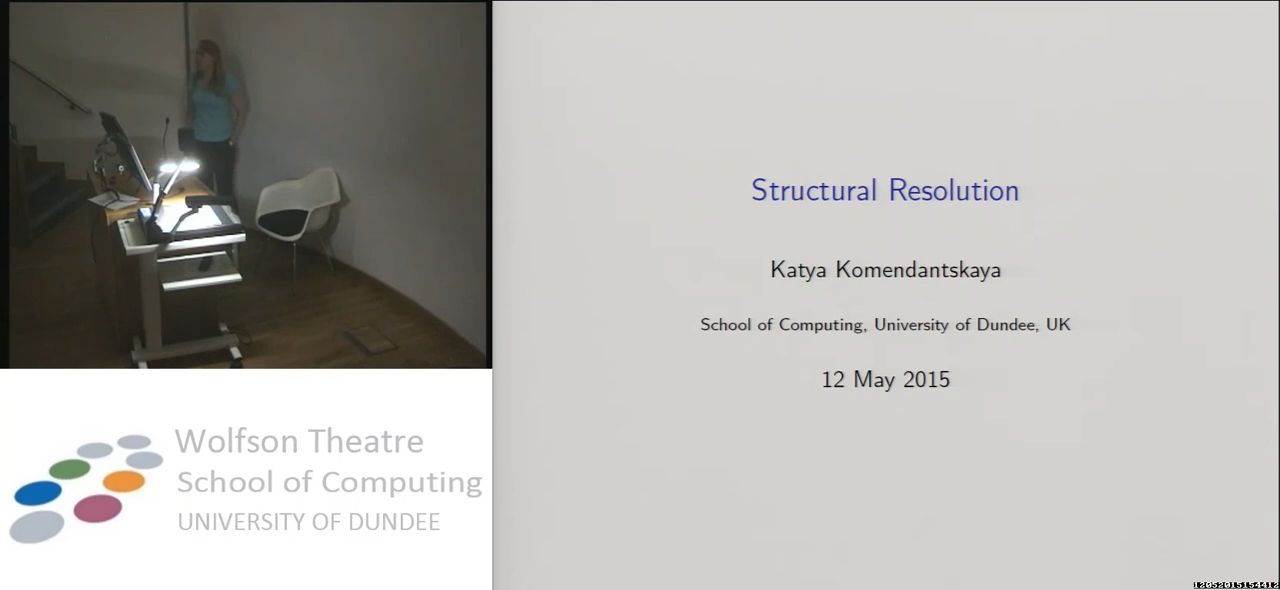 Structural Resolution
Katya Komendantskaya
School of Computing, University of Dundee, UK
12 May 2015
Wolfson Theatre
School of Computing
UNIVERSITY OF DUNDEE